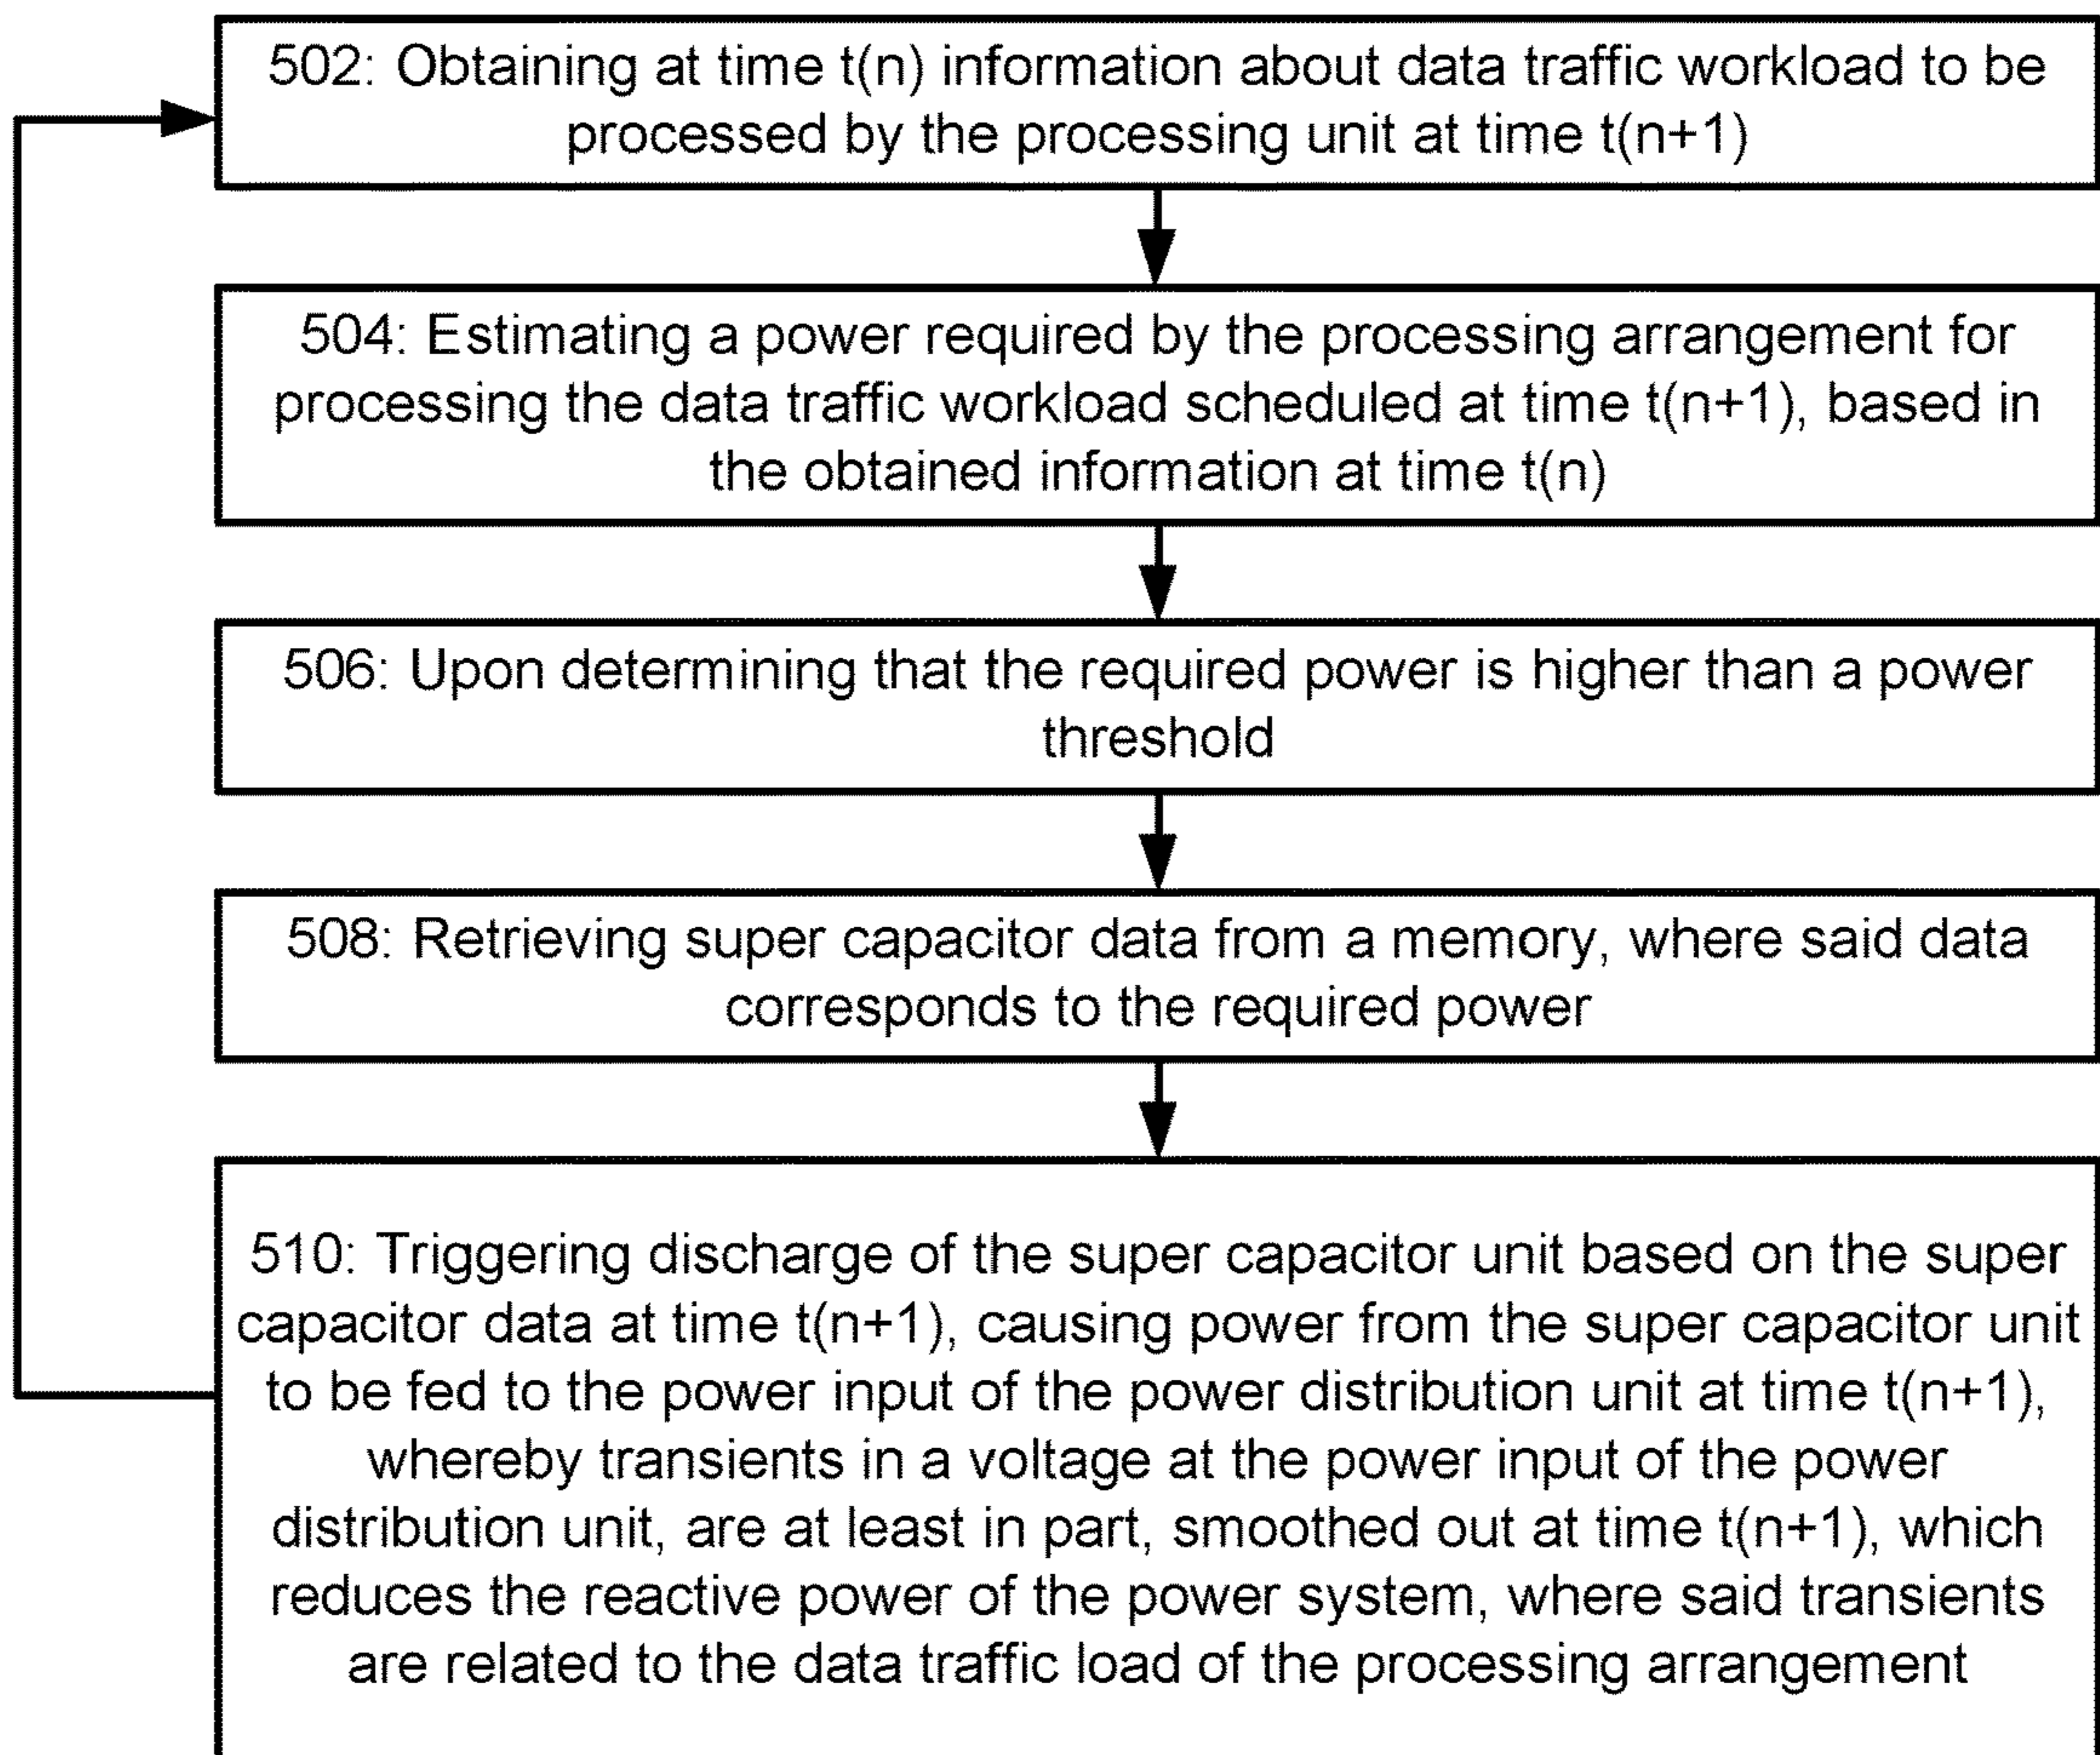 502: Obtaining at time t(n) information about data traffic workload to be
processed by the processing unit at time t(n+1)
504: Estimating a power required by the processing arrangement for
processing the data traffic workload scheduled at time t(n+1), based in
the obtained information at time t(n)
506: Upon determining that the required power is higher than a power
threshold
508: Retrieving super capacitor data from a memory, where said data
corresponds to the required power
510: Triggering discharge of the super capacitor unit based on the super
capacitor data at time t(n+1), causing power from the super capacitor unit
to be fed to the power input of the power distribution unit at time t(n+1),
whereby transients in a voltage at the power input of the power
distribution unit, are at least in part, smoothed out at time t(n+1), which
reduces the reactive power of the power system, where said transients
are related to the data traffic load of the processing arrangement